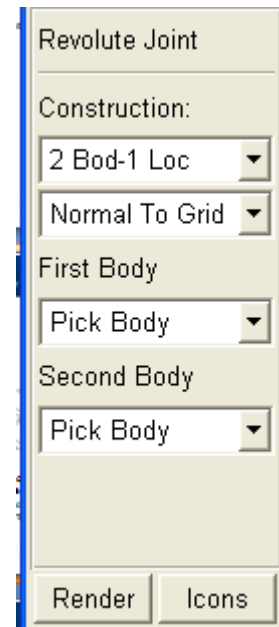 Revolute Joint
Construction:
2 Bod-1 Loc
Normal To Grid
First Body
Pick Body
Second Body
Pick Body
Render Icons